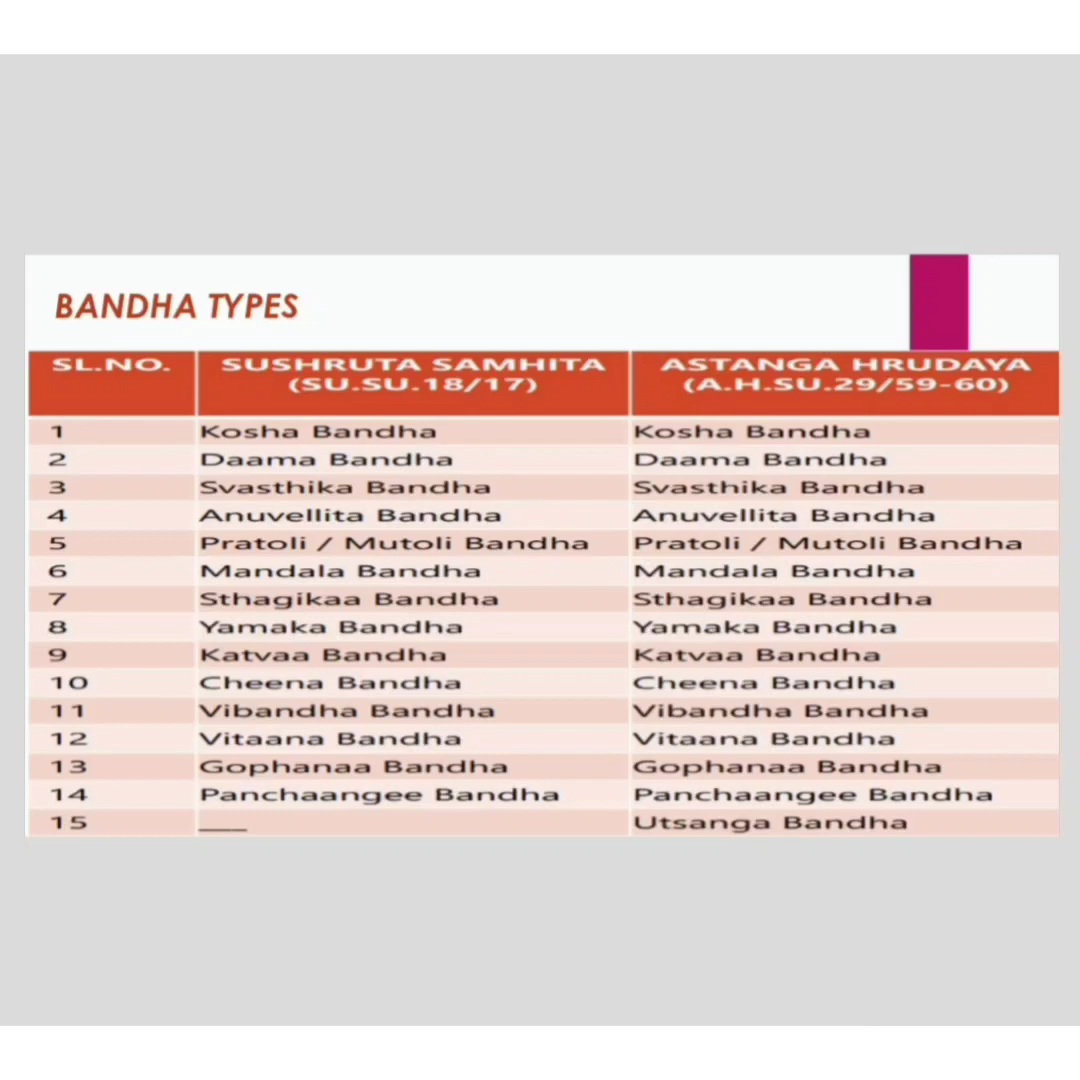 BANDHA TYPES
SL.NO. SUSHRUTA SAMHITA ASTANGA HRUDAYA
(SU.SU.18/17) (A.H.SU.29/59-60)
1 Kosha Bandha Kosha Bandha
2 Daama Bandha Daama Bandha
3 Svasthika Bandha Svasthika Bandha
4 Anuvellita Bandha Anuvellita Bandha
5 Pratoli / Mutoli Bandha Pratoli / Mutoli Bandha
6 Mandala Bandha Mandala Bandha
7 Sthagikaa Bandha Sthagikaa Bandha
8 Yamaka Bandha Yamaka Bandha
9 Katvaa Bandha Katvaa Bandha
10 Cheena Bandha Cheena Bandha
11 Vibandha Bandha Vibandha Bandha
12 Vitaana Bandha Vitaana Bandha
13 Gophanaa Bandha Gophanaa Bandha
14 Panchaangee Bandha Panchaangee Bandha
15 ___ Utsanga Bandha